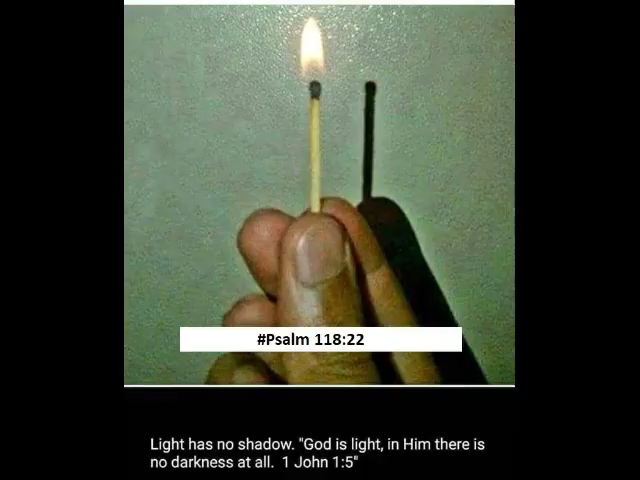 #Psalm 118:22
Light has no shadow. "God is light, in Him there is
no darkness at all.  1 John 1:5"